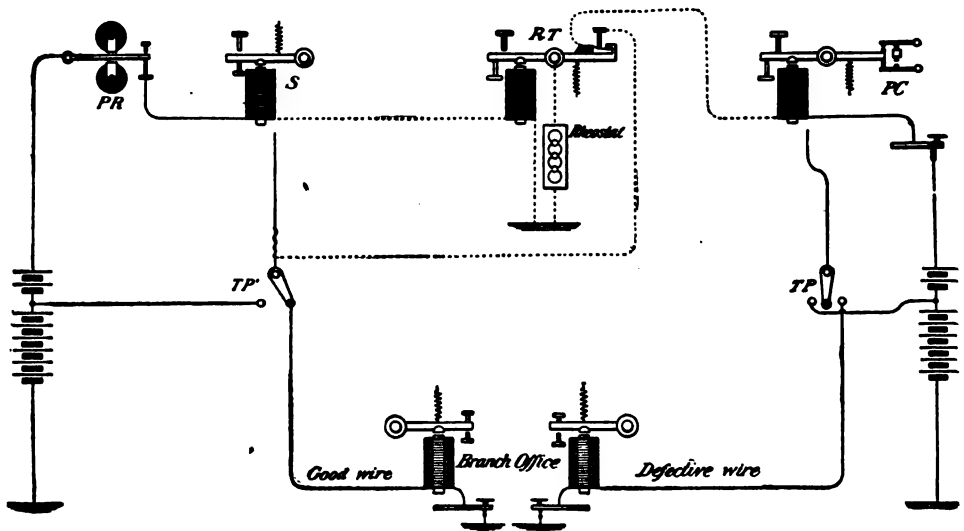 PR
S
RT
PC
Rheostat
TP'
TP
Good wire
Branch Office
Defective wire